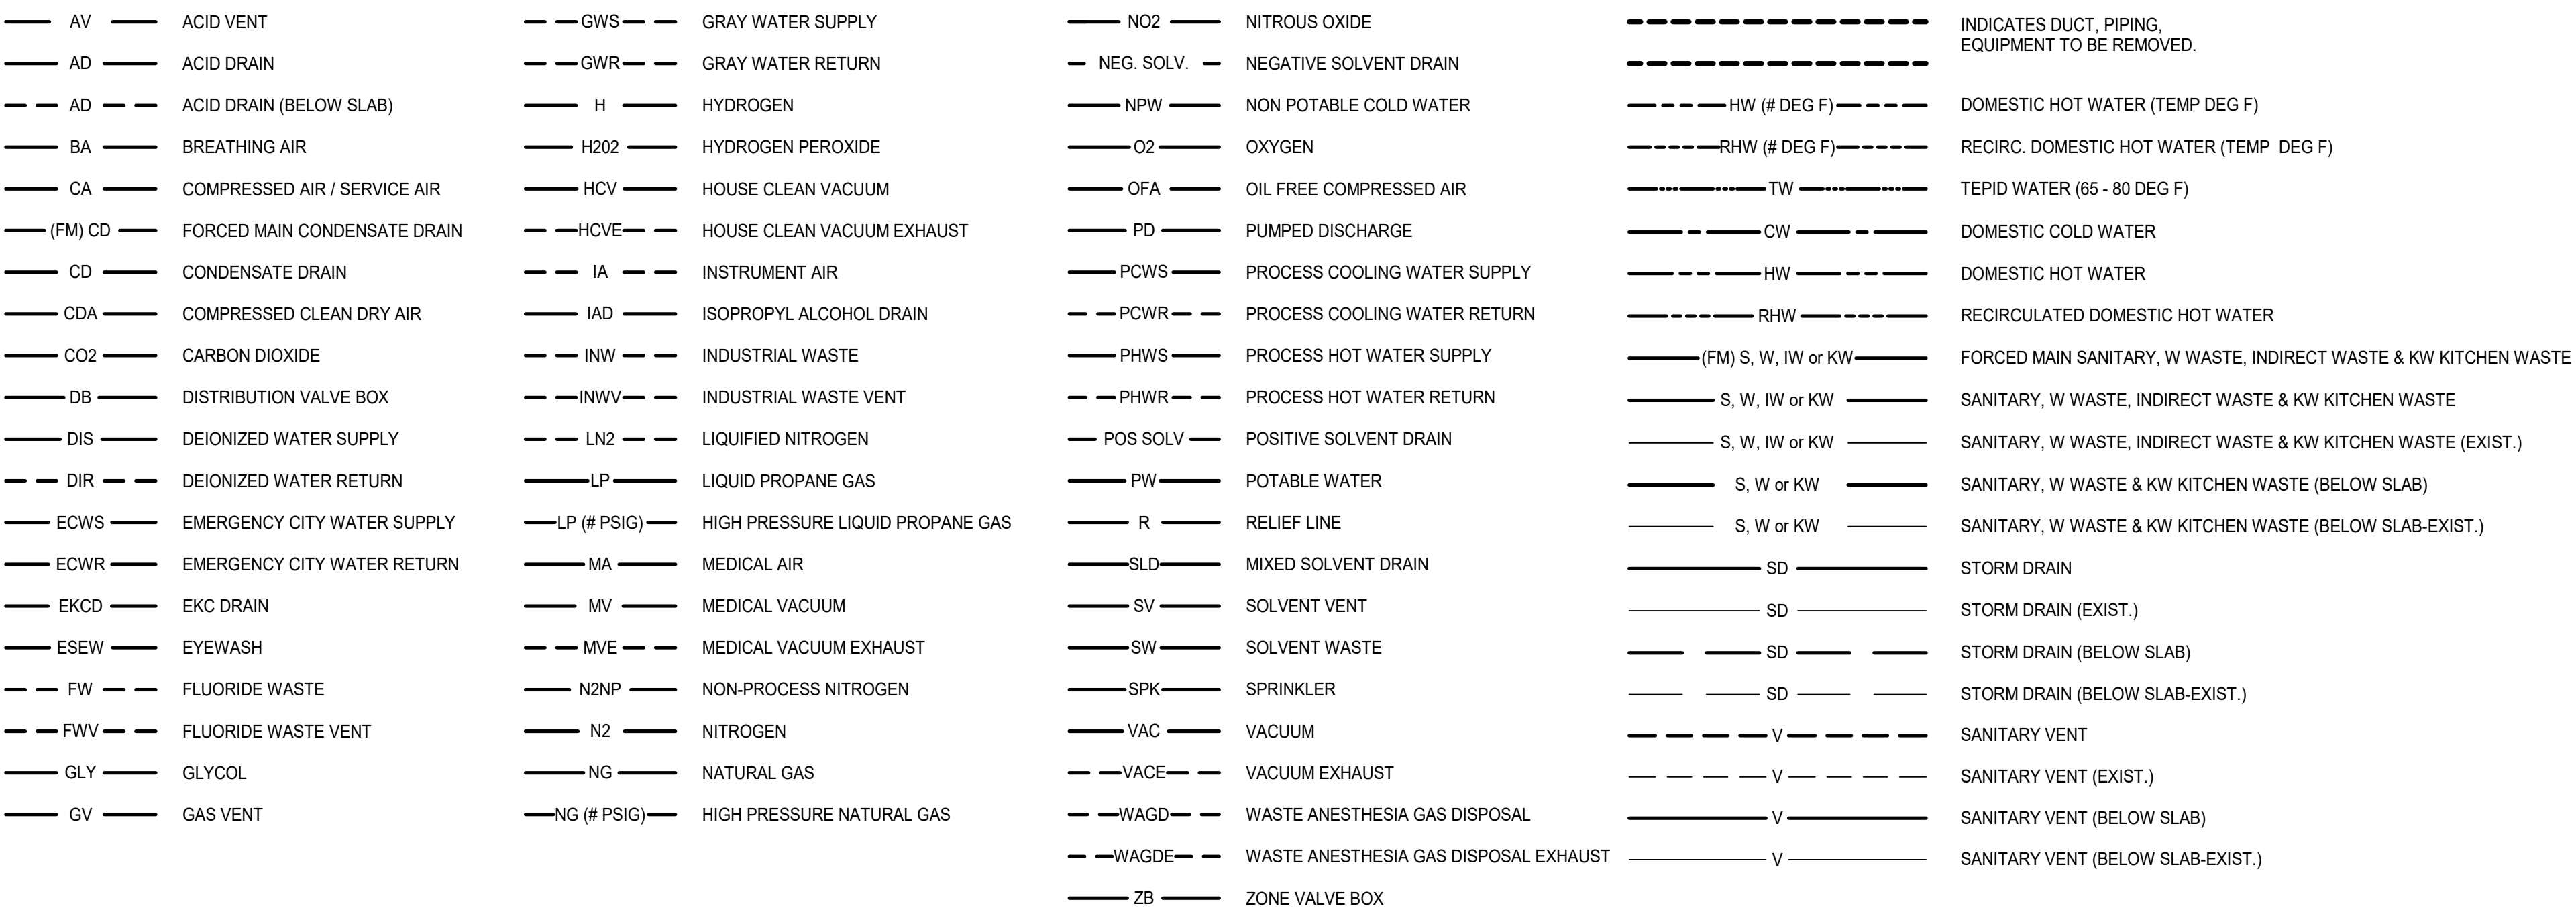 AV ACID VENT
AD ACID DRAIN
AD ACID DRAIN (BELOW SLAB)
BA BREATHING AIR
CA COMPRESSED AIR / SERVICE AIR
(FM) CD FORCED MAIN CONDENSATE DRAIN
CD CONDENSATE DRAIN
CDA COMPRESSED CLEAN DRY AIR
CO2 CARBON DIOXIDE
DB DISTRIBUTION VALVE BOX
DIS DEIONIZED WATER SUPPLY
DIR DEIONIZED WATER RETURN
ECWS EMERGENCY CITY WATER SUPPLY
ECWR EMERGENCY CITY WATER RETURN
EKCD EKC DRAIN
ESEW EYEWASH
FW FLUORIDE WASTE
FWV FLUORIDE WASTE VENT
GLY GLYCOL
GV GAS VENT
GWS GRAY WATER SUPPLY
GWR GRAY WATER RETURN
H HYDROGEN
H202 HYDROGEN PEROXIDE
HCV HOUSE CLEAN VACUUM
HCVE HOUSE CLEAN VACUUM EXHAUST
IA INSTRUMENT AIR
IAD ISOPROPYL ALCOHOL DRAIN
INW INDUSTRIAL WASTE
INWV INDUSTRIAL WASTE VENT
LN2 LIQUIFIED NITROGEN
LP LIQUID PROPANE GAS
LP (# PSIG) HIGH PRESSURE LIQUID PROPANE GAS
MA MEDICAL AIR
MV MEDICAL VACUUM
MVE MEDICAL VACUUM EXHAUST
N2NP NON-PROCESS NITROGEN
N2 NITROGEN
NG NATURAL GAS
NG (# PSIG) HIGH PRESSURE NATURAL GAS
NO2 NITROUS OXIDE
NEG. SOLV. NEGATIVE SOLVENT DRAIN
NPW NON POTABLE COLD WATER
O2 OXYGEN
OFA OIL FREE COMPRESSED AIR
PD PUMPED DISCHARGE
PCWS PROCESS COOLING WATER SUPPLY
PCWR PROCESS COOLING WATER RETURN
PHWS PROCESS HOT WATER SUPPLY
PHWR PROCESS HOT WATER RETURN
POS SOLV POSITIVE SOLVENT DRAIN
PW POTABLE WATER
R RELIEF LINE
SLD MIXED SOLVENT DRAIN
SV SOLVENT VENT
SW SOLVENT WASTE
SPK SPRINKLER
VAC VACUUM
VACE VACUUM EXHAUST
WAGD WASTE ANESTHESIA GAS DISPOSAL
WAGDE WASTE ANESTHESIA GAS DISPOSAL EXHAUST
ZB ZONE VALVE BOX
INDICATES DUCT, PIPING,
EQUIPMENT TO BE REMOVED.
HW (# DEG F) DOMESTIC HOT WATER (TEMP DEG F)
RHW (# DEG F) RECIRC. DOMESTIC HOT WATER (TEMP DEG F)
TW TEPID WATER (65 - 80 DEG F)
CW DOMESTIC COLD WATER
HW DOMESTIC HOT WATER
RHW RECIRCULATED DOMESTIC HOT WATER
(FM) S, W, IW or KW FORCED MAIN SANITARY, W WASTE, INDIRECT WASTE & KW KITCHEN WASTE
S, W, IW or KW SANITARY, W WASTE, INDIRECT WASTE & KW KITCHEN WASTE
S, W, IW or KW SANITARY, W WASTE, INDIRECT WASTE & KW KITCHEN WASTE (EXIST.)
S, W or KW SANITARY, W WASTE & KW KITCHEN WASTE (BELOW SLAB)
S, W or KW SANITARY, W WASTE & KW KITCHEN WASTE (BELOW SLAB-EXIST.)
SD STORM DRAIN
SD STORM DRAIN (EXIST.)
SD STORM DRAIN (BELOW SLAB)
SD STORM DRAIN (BELOW SLAB-EXIST.)
V SANITARY VENT
V SANITARY VENT (EXIST.)
V SANITARY VENT (BELOW SLAB)
V SANITARY VENT (BELOW SLAB-EXIST.)